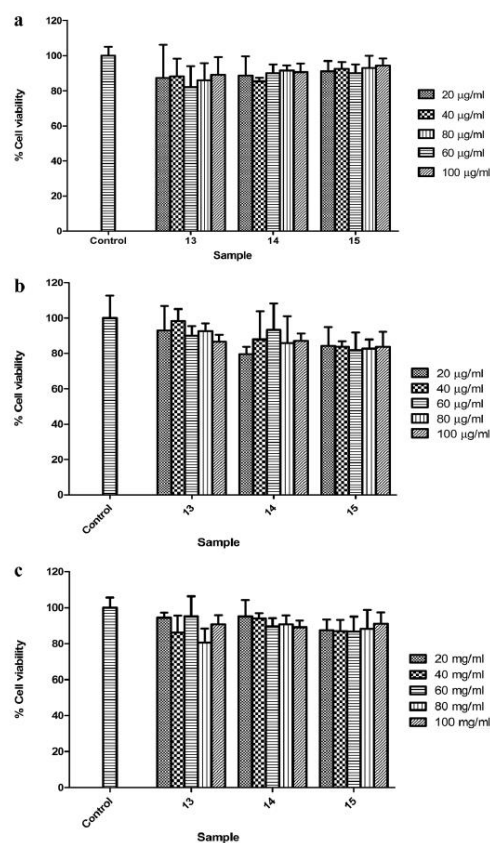 a
% Cell viability
120
100
80
60
40
20
0
Control
13
14
15
Sample
20 µg/ml
40 µg/ml
80 µg/ml
60 µg/ml
100 µg/ml
b
% Cell viability
120
100
80
60
40
20
0
Control
13
14
15
Sample
20 µg/ml
40 µg/ml
60 µg/ml
80 µg/ml
100 µg/ml
c
% Cell viability
120
100
80
60
40
20
0
Control
13
14
15
Sample
20 mg/ml
40 mg/ml
60 mg/ml
80 mg/ml
100 mg/ml